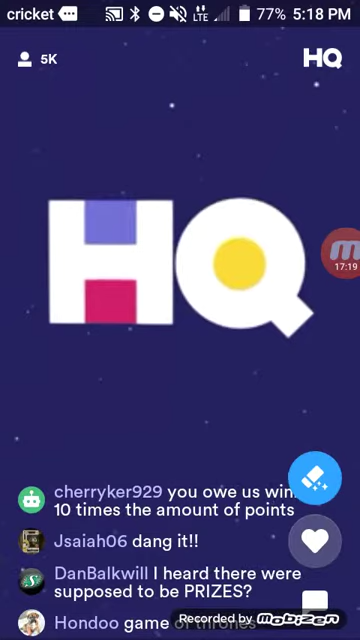 cricket LTE 77% 5:18 PM
5K HQ
HQ
17:19
cherryker929 you owe us win
10 times the amount of points
Jsaiah06 dang it!!
DanBalkwill I heard there were
supposed to be PRIZES?
Hondoo game of thrones
Recorded by MOBIZEN